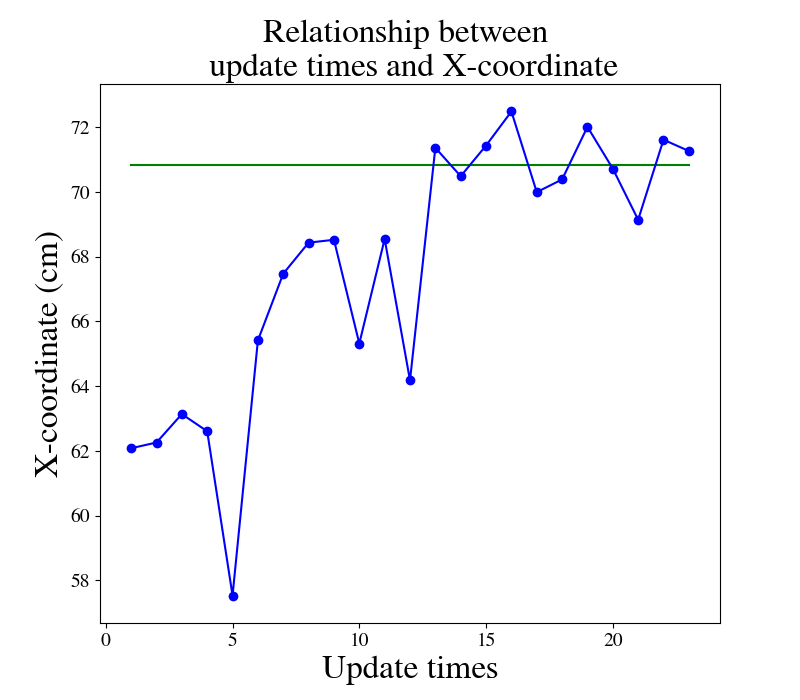 Relationship between
update times and X-coordinate
X-coordinate (cm)
72
70
68
66
64
62
60
58
0 5 10 15 20
Update times